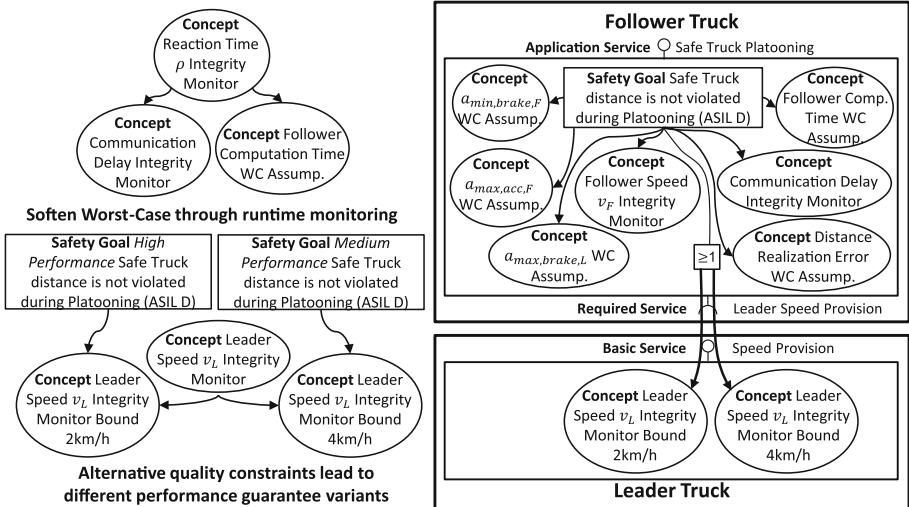 Concept
Reaction Time
ρ Integrity
Monitor
Concept
Communication
Delay Integrity
Monitor
Concept Follower
Computation Time
WC Assump.
Soften Worst-Case through runtime monitoring
Safety Goal High
Performance Safe Truck
distance is not violated
during Platooning (ASIL D)
Safety Goal Medium
Performance Safe Truck
distance is not violated
during Platooning (ASIL D)
Concept Leader
Speed v_L Integrity
Monitor
Concept Leader
Speed v_L Integrity
Monitor Bound
2km/h
Concept Leader
Speed v_L Integrity
Monitor Bound
4km/h
Alternative quality constraints lead to
different performance guarantee variants
Follower Truck
Application Service
Safe Truck Platooning
Concept
a_min,brake,F
WC Assump.
Safety Goal Safe Truck
distance is not violated
during Platooning (ASIL D)
Concept
Follower Comp.
Time WC
Assump.
Concept
a_max,acc,F
WC Assump.
Concept
Follower Speed
v_F Integrity
Monitor
Concept
Communication Delay
Integrity Monitor
Concept
a_max,brake,L WC
Assump.
≥1
Concept Distance
Realization Error
WC Assump.
Required Service
Leader Speed Provision
Basic Service
Speed Provision
Concept Leader
Speed v_L Integrity
Monitor Bound
2km/h
Concept Leader
Speed v_L Integrity
Monitor Bound
4km/h
Leader Truck